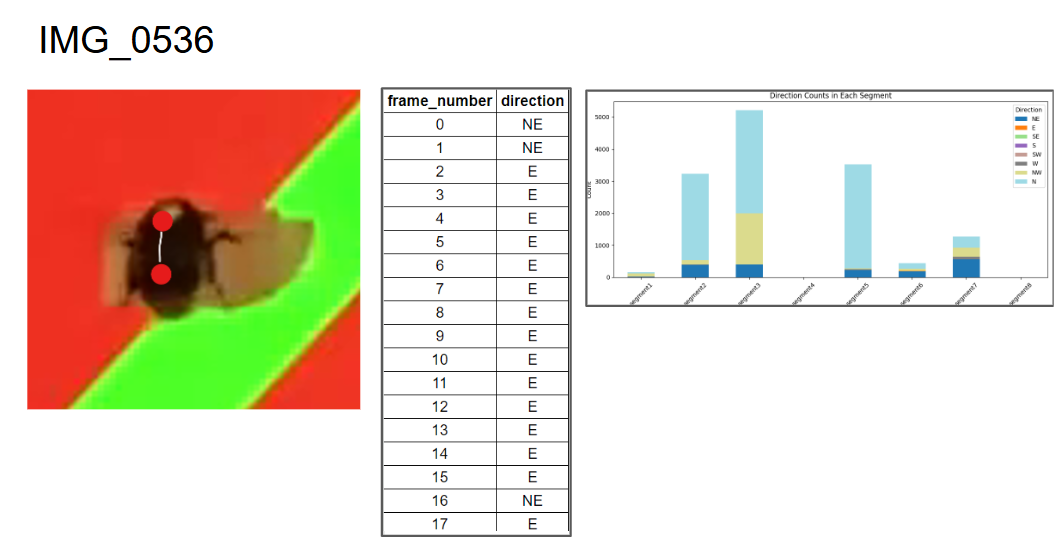 IMG_0536
frame_number direction
0 NE
1 NE
2 E
3 E
4 E
5 E
6 E
7 E
8 E
9 E
10 E
11 E
12 E
13 E
14 E
15 E
16 NE
17 E
Direction Counts in Each Segment
Direction
NE
E
SE
S
SW
W
NW
N
Count
5000
4000
3000
2000
1000
0
segment1
segment2
segment3
segment4
segment5
segment6
segment7
segment8